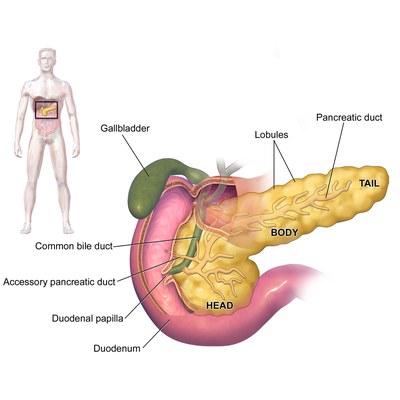 Gallbladder
Pancreatic duct
Lobules
TAIL
BODY
Common bile duct
Accessory pancreatic duct
HEAD
Duodenal papilla
Duodenum